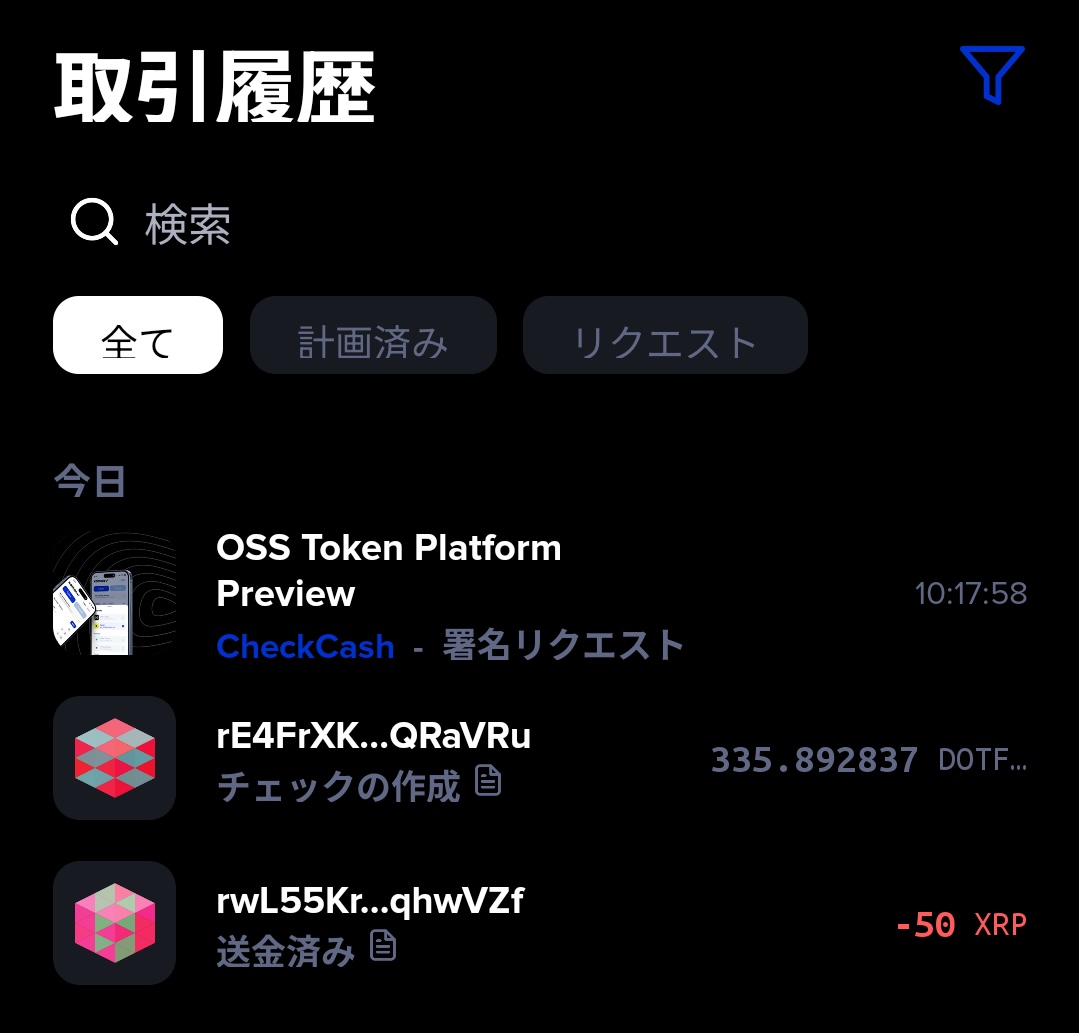 取引履歴
検索
全て
計画済み
リクエスト
今日
OSS Token Platform
Preview
10:17:58
CheckCash - 署名リクエスト
rE4FrXK...QRaVRu
335.892837 DOTF...
チェックの作成
rwL55Kr...qhwVZf
-50 XRP
送金済み